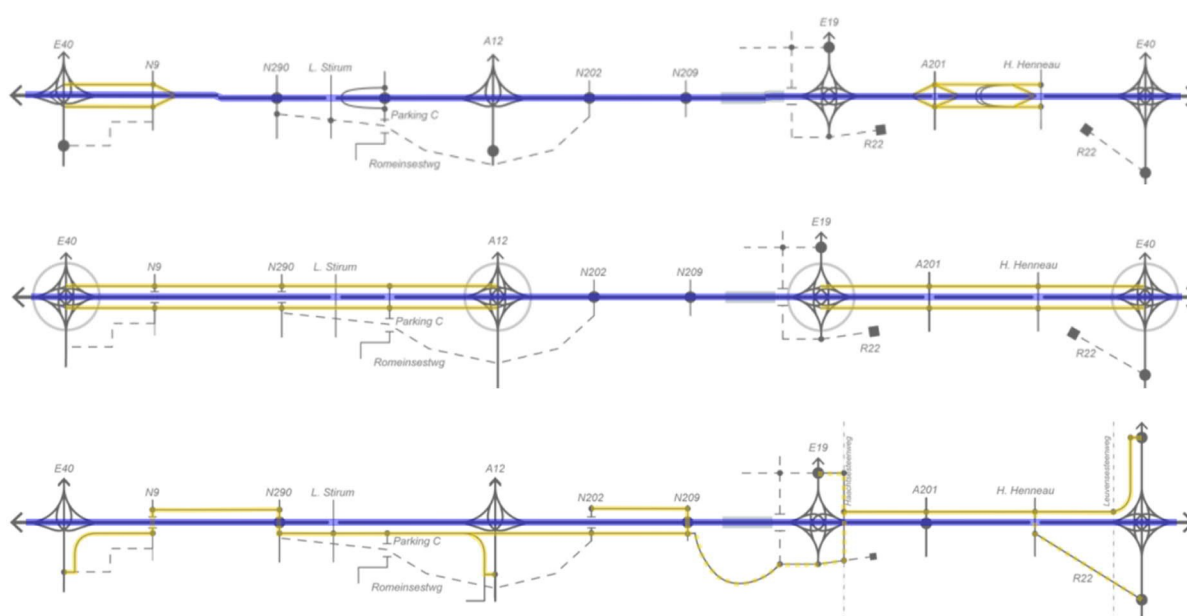 E40
N9
N290
L. Stirum
A12
N202
N209
E19
A201
H. Henneau
E40
Parking C
Romeinsestwg
R22
R22
E40
N9
N290
L. Stirum
A12
N202
N209
E19
A201
H. Henneau
E40
Parking C
Romeinsestwg
R22
R22
E40
N9
N290
L. Stirum
A12
N202
N209
E19
Haachtsesteenweg
A201
H. Henneau
Leuvensesteenweg
Parking C
Romeinsestwg
R22